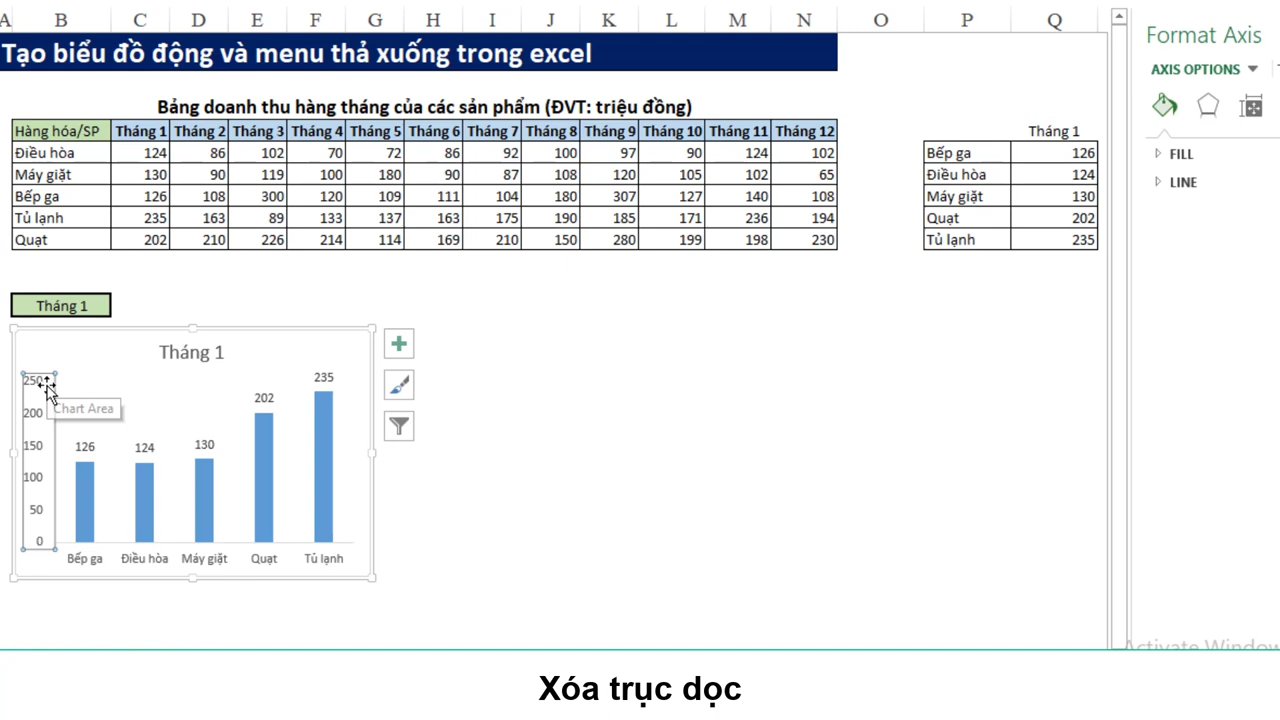 A B C D E F G H I J K L M N O P Q
Tạo biểu đồ động và menu thả xuống trong excel
Bảng doanh thu hàng tháng của các sản phẩm (ĐVT: triệu đồng)
Hàng hóa/SP Tháng 1 Tháng 2 Tháng 3 Tháng 4 Tháng 5 Tháng 6 Tháng 7 Tháng 8 Tháng 9 Tháng 10 Tháng 11 Tháng 12
Điều hòa 124 86 102 70 72 86 92 100 97 90 124 102
Máy giặt 130 90 119 100 180 90 87 108 120 105 102 65
Bếp ga 126 108 300 120 109 111 104 180 307 127 140 108
Tủ lạnh 235 163 89 133 137 163 175 190 185 171 236 194
Quạt 202 210 226 214 114 169 210 150 280 199 198 230
Tháng 1
Bếp ga 126
Điều hòa 124
Máy giặt 130
Quạt 202
Tủ lạnh 235
Format Axis
AXIS OPTIONS
FILL
LINE
Tháng 1
Tháng 1
250
200
150
100
50
0
Chart Area
126 124 130 202 235
Bếp ga Điều hòa Máy giặt Quạt Tủ lạnh
Activate Window
Xóa trục dọc